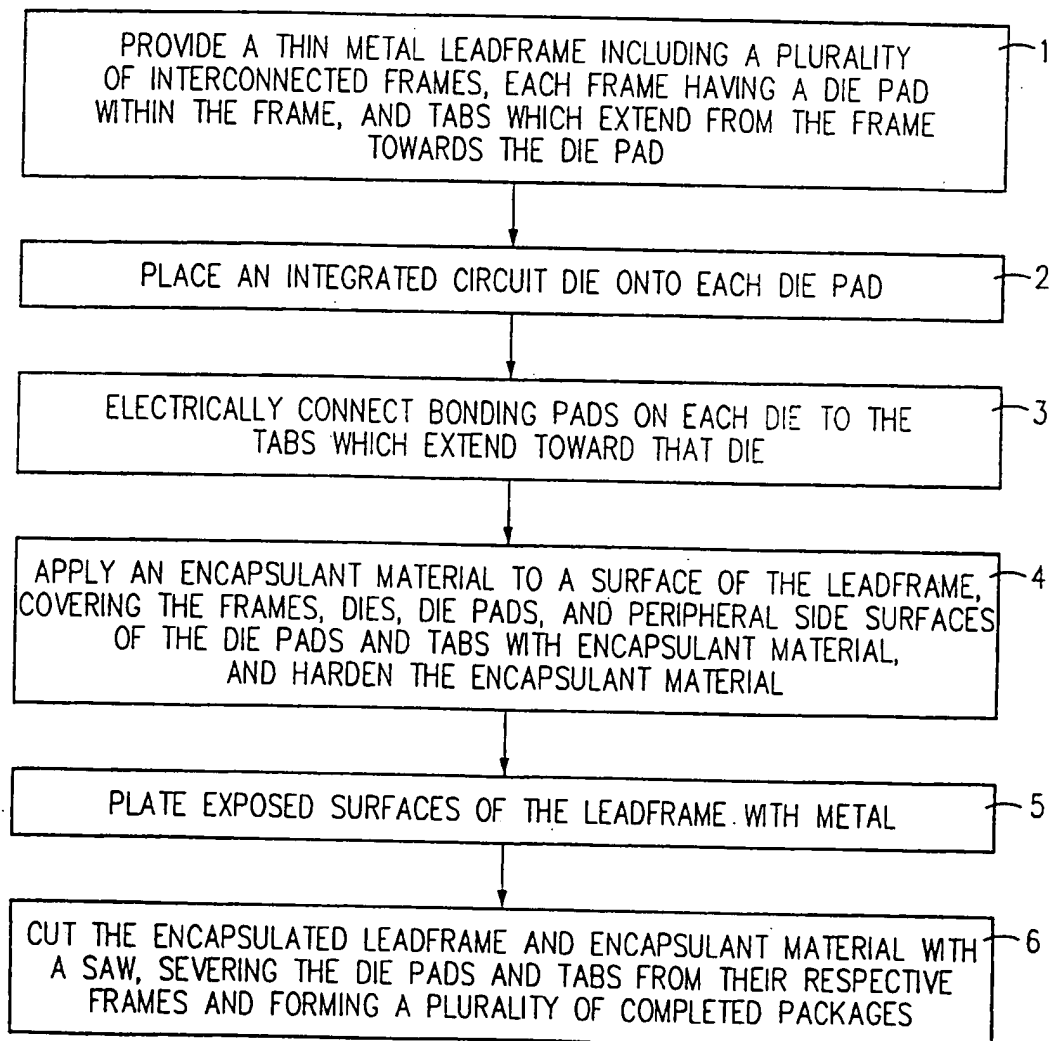 PROVIDE A THIN METAL LEADFRAME INCLUDING A PLURALITY
OF INTERCONNECTED FRAMES, EACH FRAME HAVING A DIE PAD
WITHIN THE FRAME, AND TABS WHICH EXTEND FROM THE FRAME
TOWARDS THE DIE PAD
1
PLACE AN INTEGRATED CIRCUIT DIE ONTO EACH DIE PAD
2
ELECTRICALLY CONNECT BONDING PADS ON EACH DIE TO THE
TABS WHICH EXTEND TOWARD THAT DIE
3
APPLY AN ENCAPSULANT MATERIAL TO A SURFACE OF THE LEADFRAME,
COVERING THE FRAMES, DIES, DIE PADS, AND PERIPHERAL SIDE SURFACES
OF THE DIE PADS AND TABS WITH ENCAPSULANT MATERIAL,
AND HARDEN THE ENCAPSULANT MATERIAL
4
PLATE EXPOSED SURFACES OF THE LEADFRAME WITH METAL
5
CUT THE ENCAPSULATED LEADFRAME AND ENCAPSULANT MATERIAL WITH
A SAW, SEVERING THE DIE PADS AND TABS FROM THEIR RESPECTIVE
FRAMES AND FORMING A PLURALITY OF COMPLETED PACKAGES
6